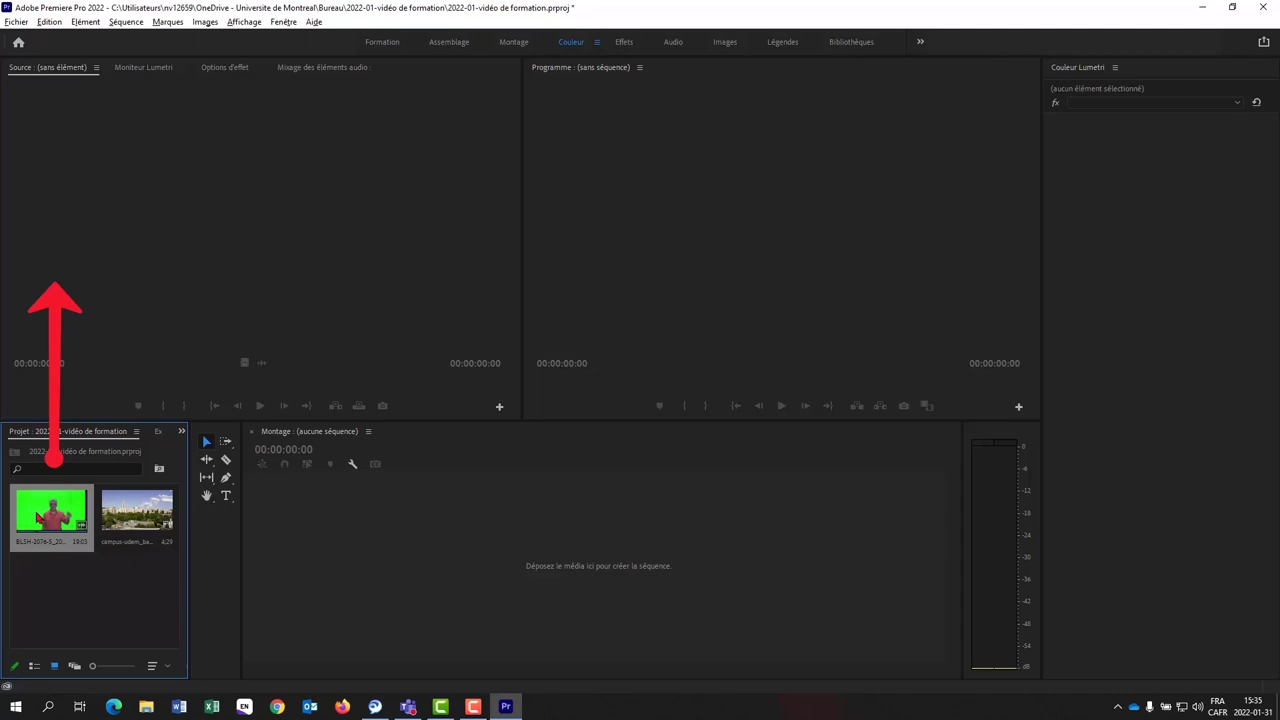 Adobe Premiere Pro 2022 - C:\Utilisateurs\nv12659\OneDrive - Universite de Montreal\Bureau\2022-01-vidéo de formation\2022-01-vidéo de formation.prproj *
Fichier Edition Elément Séquence Marques Images Affichage Fenêtre Aide
Formation Assemblage Montage Couleur Effets Audio Images Légendes Bibliothèques
Source : (sans élément) Moniteur Lumetri Options d'effet Mixage des éléments audio :
Programme : (sans séquence)
Couleur Lumetri
(aucun élément sélectionné)
fx
00:00:00:00 00:00:00:00
00:00:00:00 00:00:00:00
Projet : 2022-01-vidéo de formation Ex
2022- vidéo de formation.prproj
BLSH-207e-S_20... 19:03
campus-udem_ba... 4:29
Montage : (aucune séquence)
00:00:00:00
Déposez le média ici pour créer la séquence.
0
-6
-12
-18
-24
-30
-36
-42
-48
-54
dB
EN
Pr
FRA
CAFR
15:35
2022-01-31